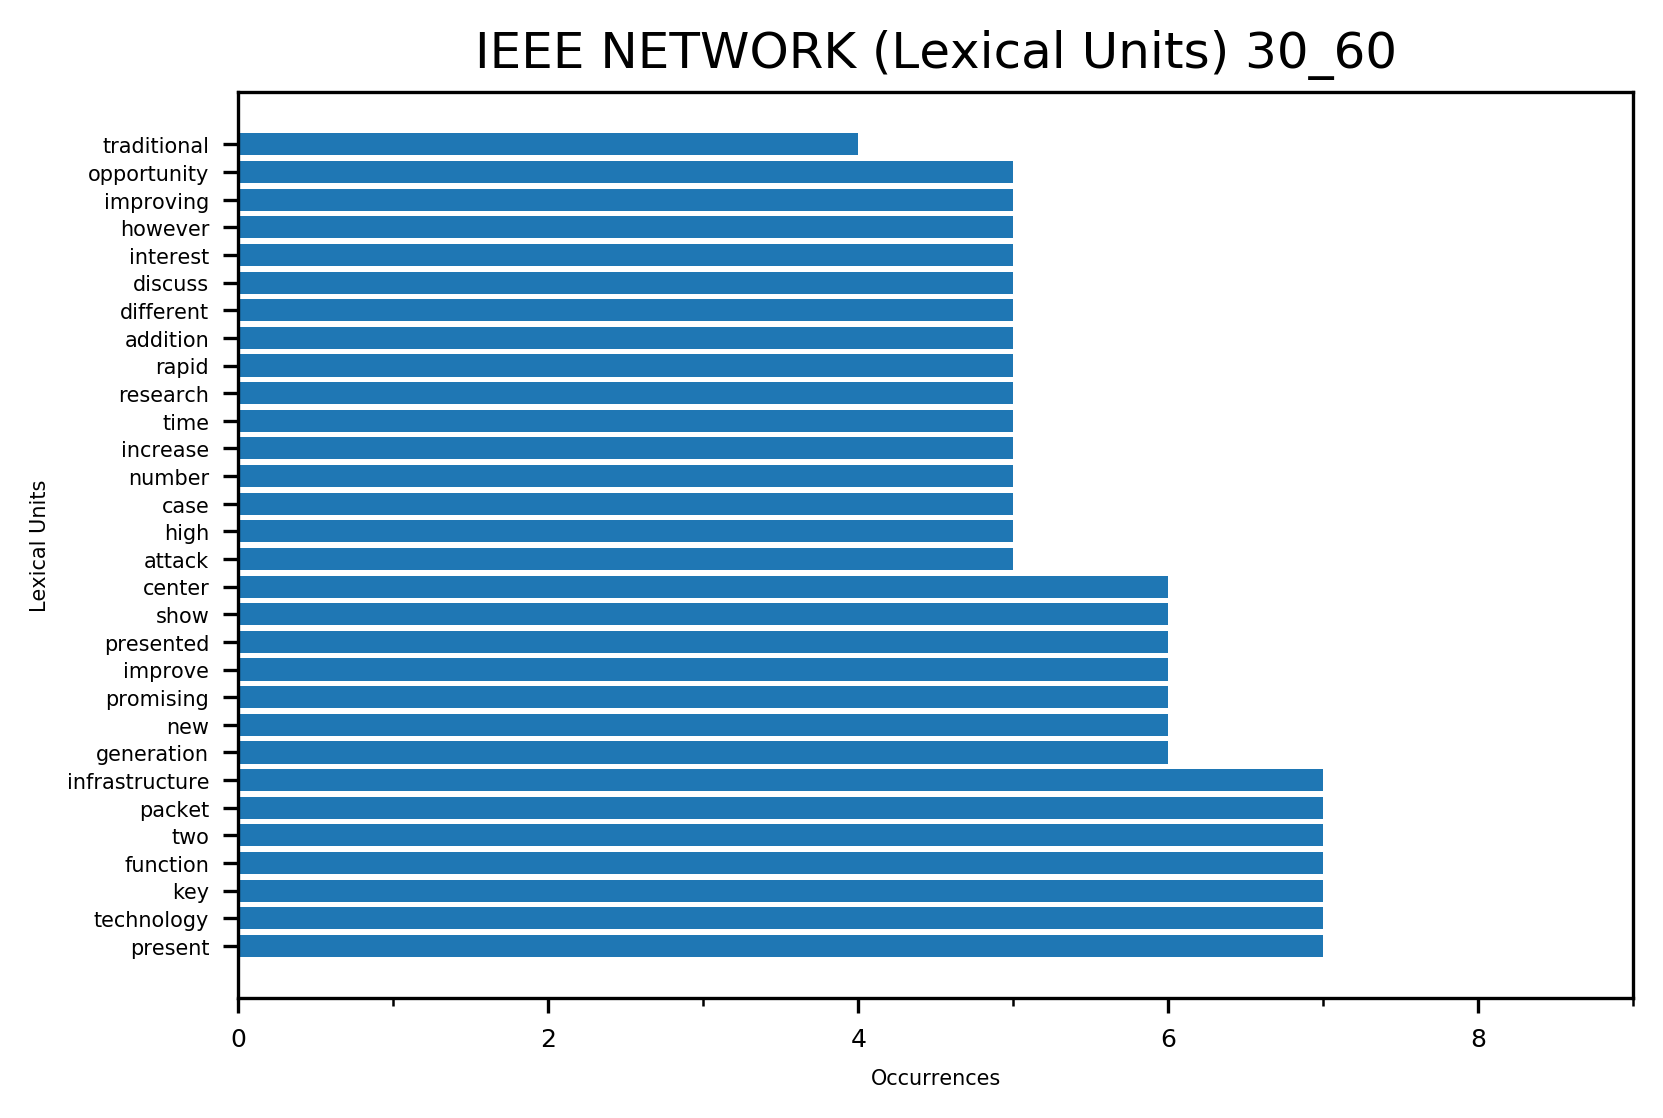 IEEE NETWORK (Lexical Units) 30_60
traditional
opportunity
improving
however
interest
discuss
different
addition
rapid
research
time
increase
number
case
high
attack
center
show
presented
improve
promising
new
generation
infrastructure
packet
two
function
key
technology
present
Lexical Units
0 2 4 6 8
Occurrences